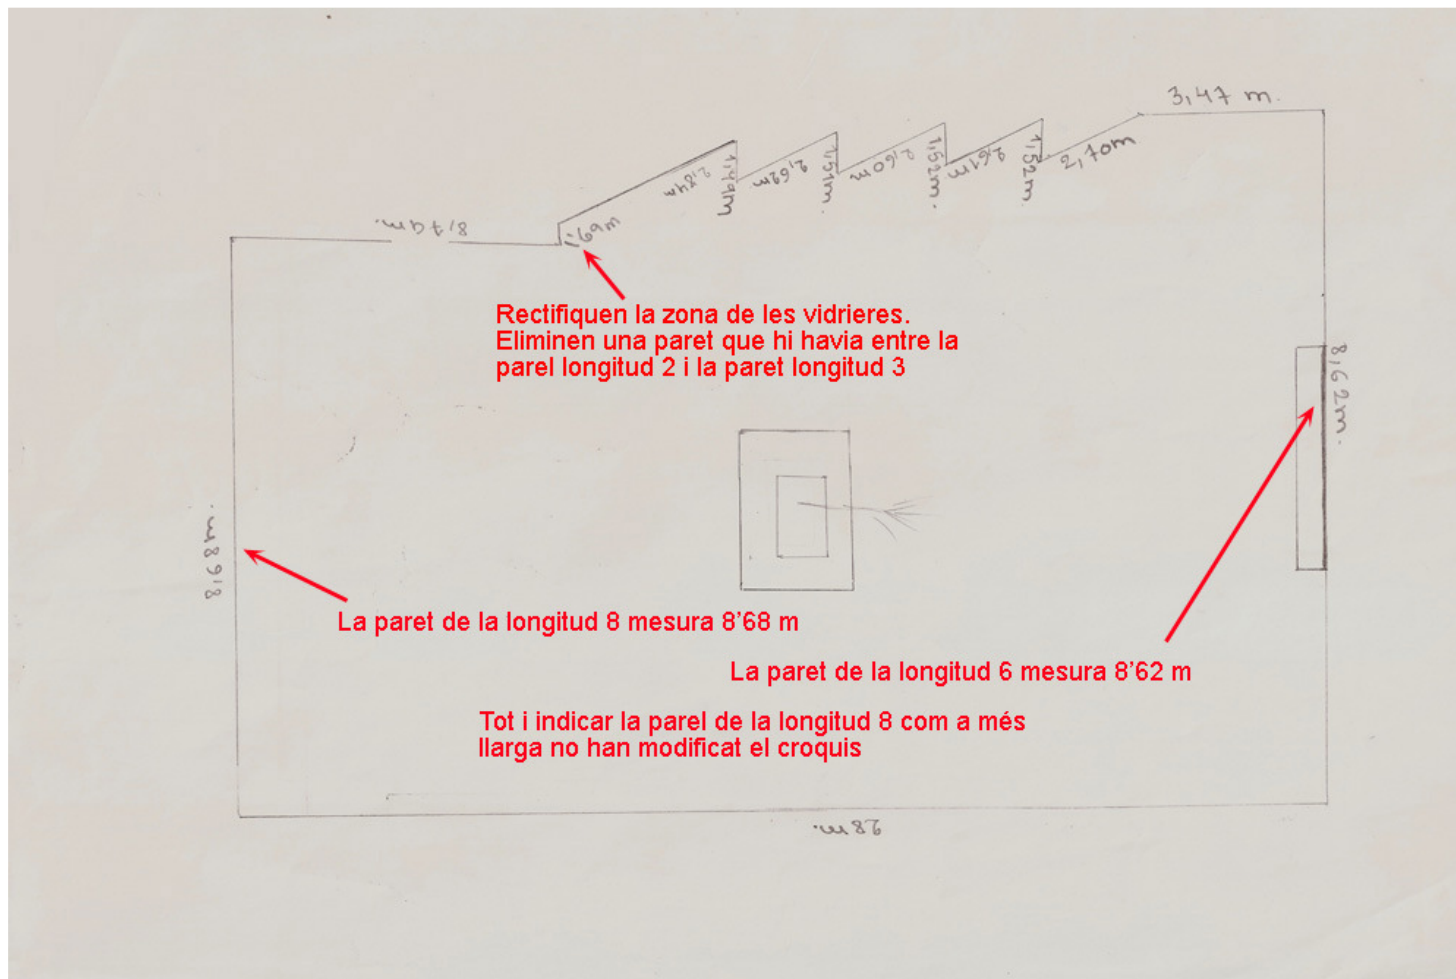 3,47 m.
1,49m
1,51m.
1,52m.
1,52m.
2,84m
2,62m
2,60m
2,61m
2,70m
8,79m.
1,69m
Rectifiquen la zona de les vidrieres.
Eliminen una paret que hi havia entre la
parel longitud 2 i la paret longitud 3
8,62m.
8,68m.
La paret de la longitud 8 mesura 8'68 m
La paret de la longitud 6 mesura 8'62 m
Tot i indicar la parel de la longitud 8 com a més
llarga no han modificat el croquis
28m.